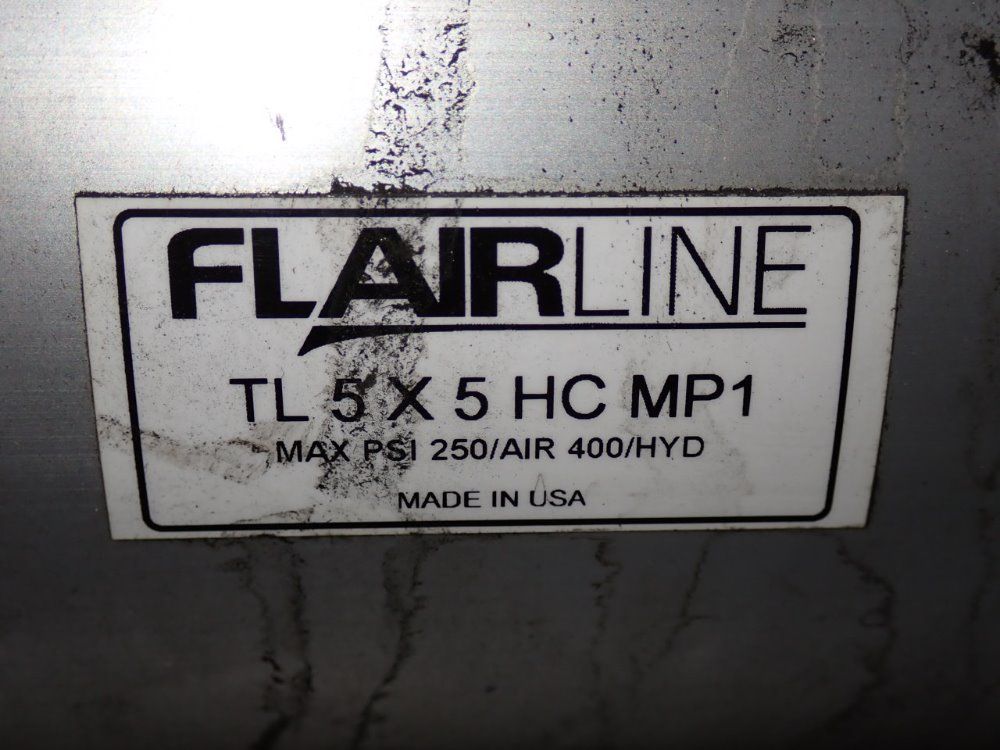 FLAIRLINE
TL 5 X 5 HC MP1
MAX PSI 250/AIR 400/HYD
MADE IN USA